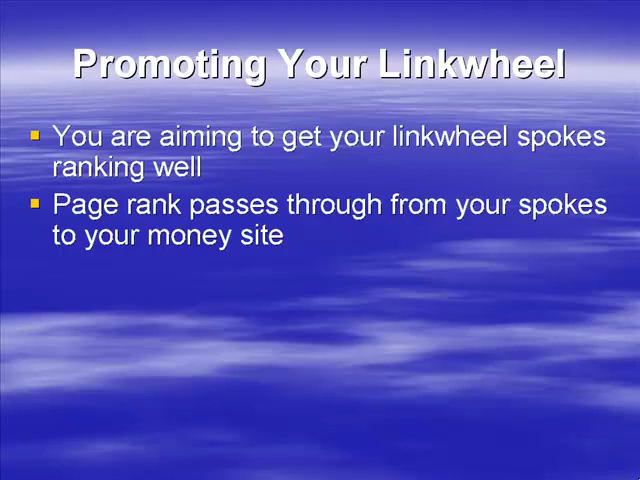 Promoting Your Linkwheel
You are aiming to get your linkwheel spokes
ranking well
Page rank passes through from your spokes
to your money site